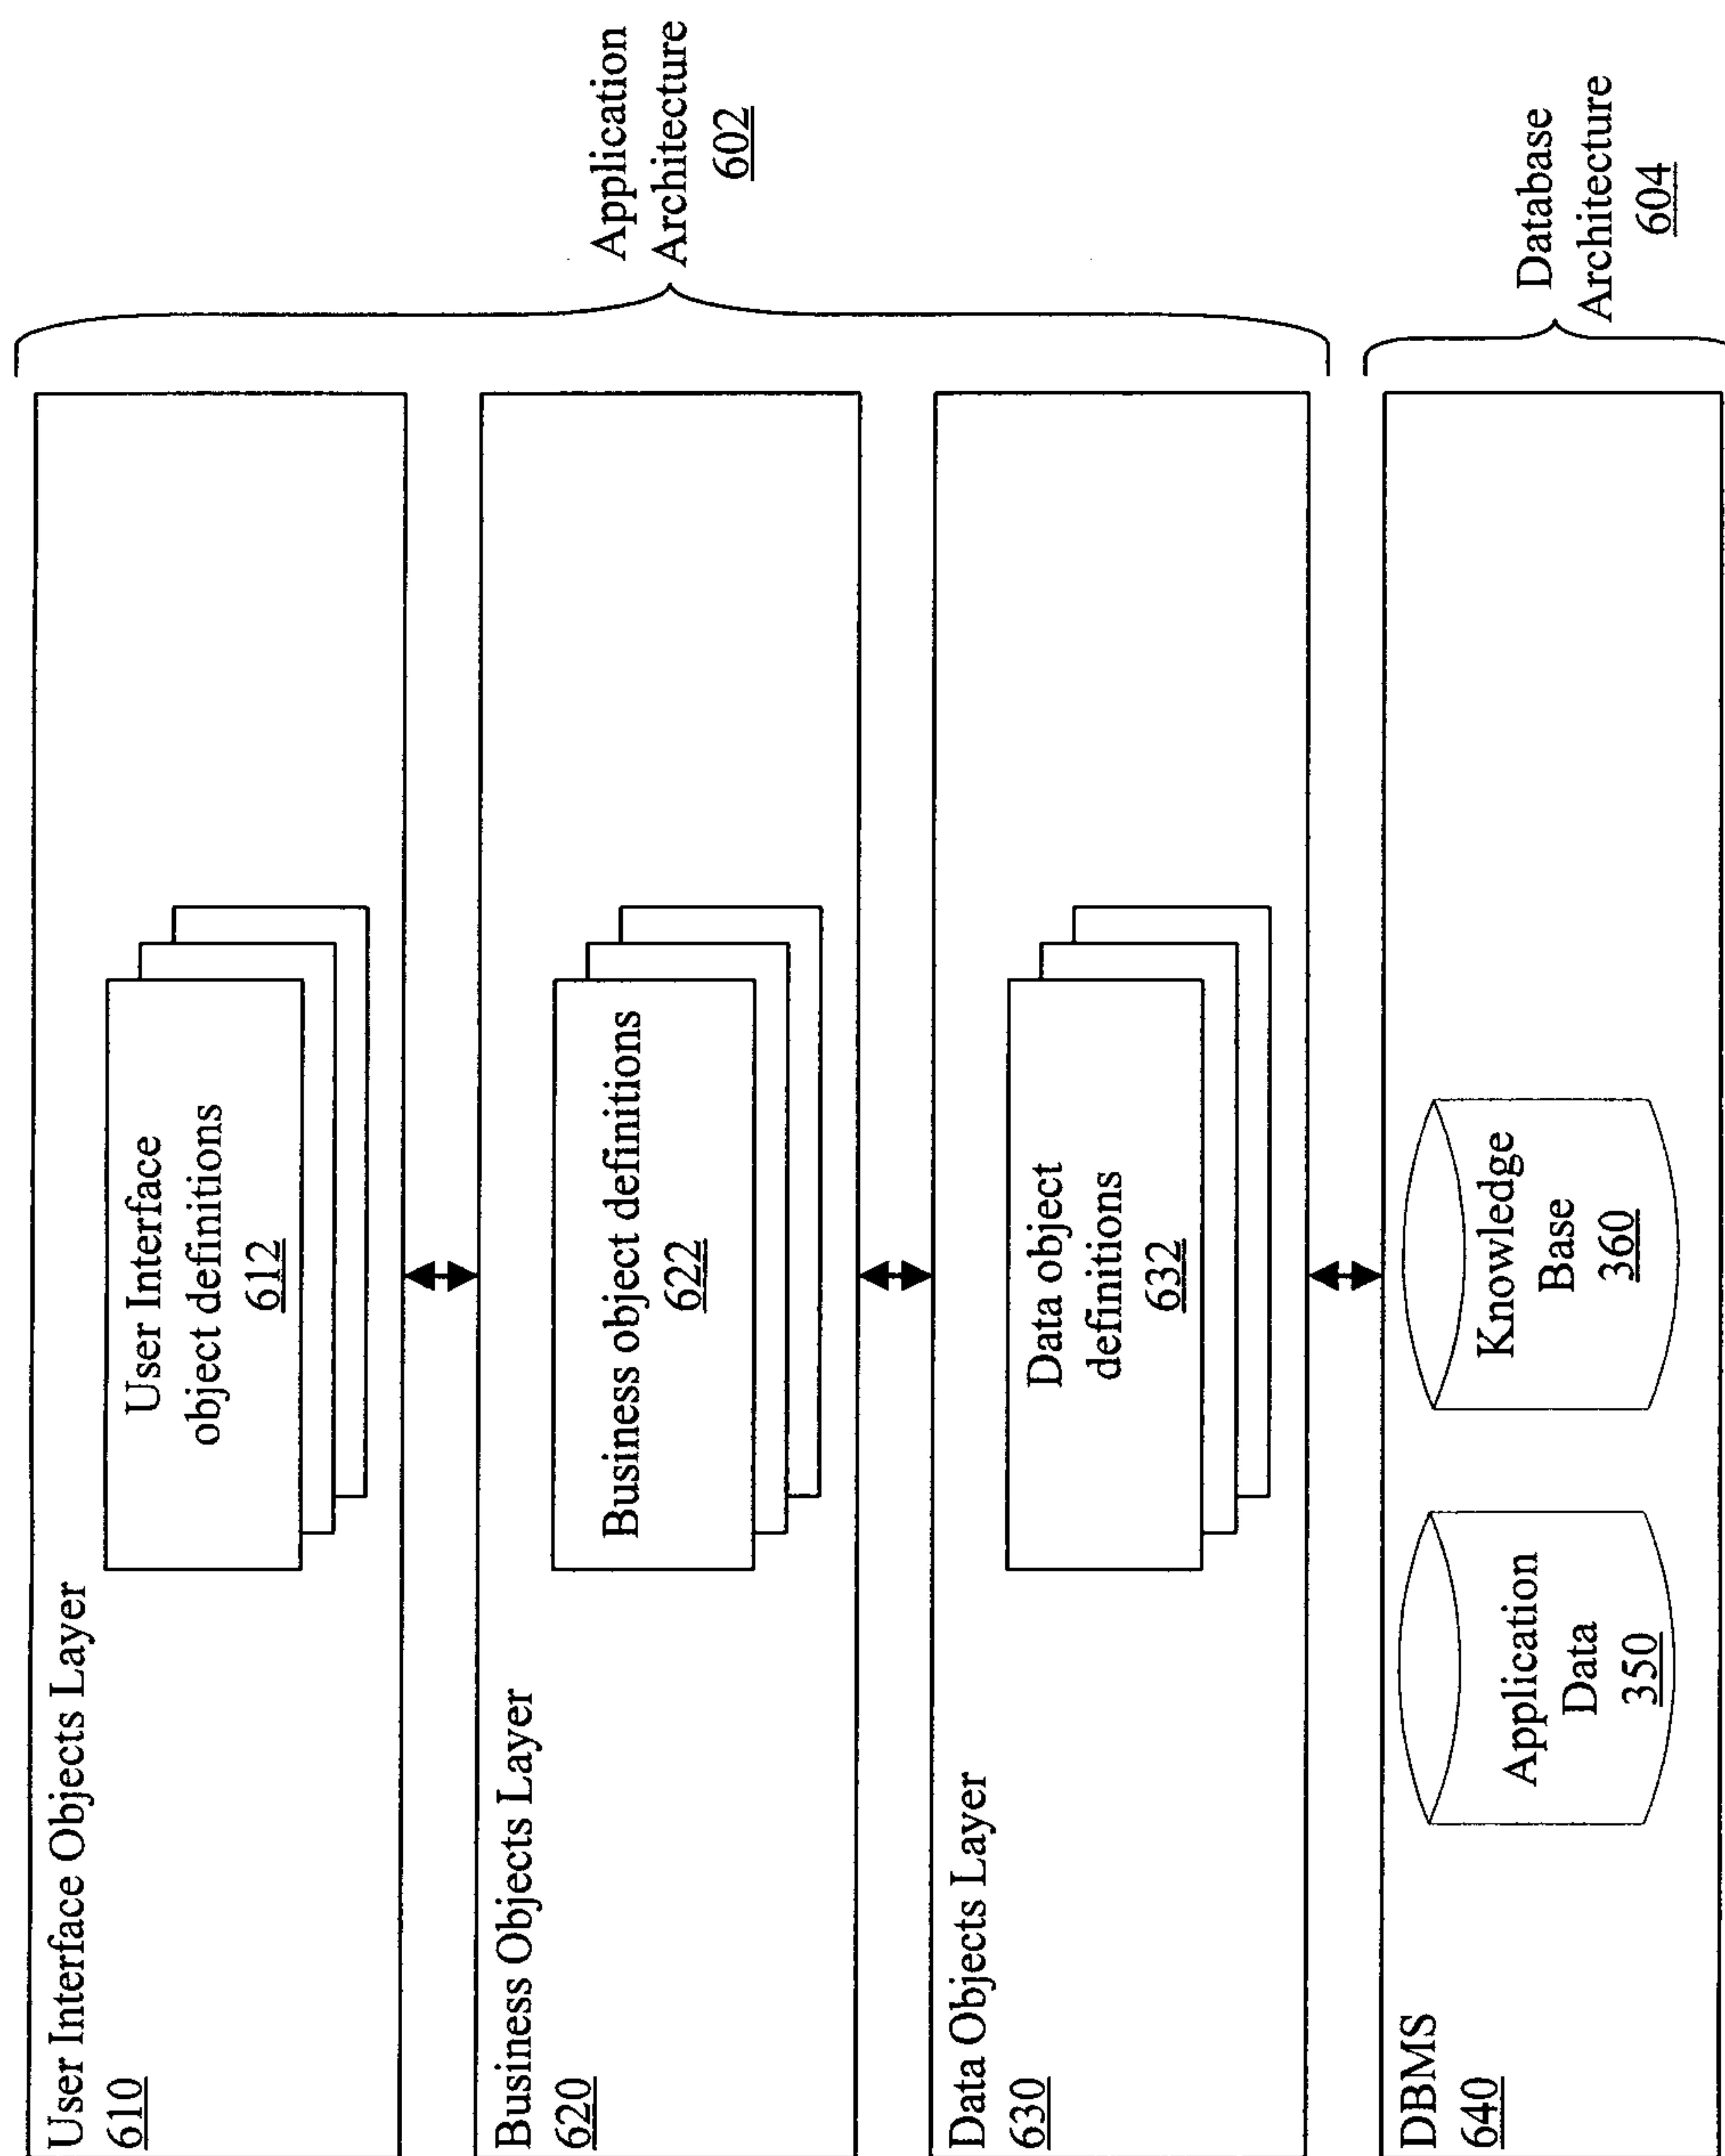 User Interface Objects Layer
610
User Interface
object definitions
612
Business Objects Layer
620
Business object definitions
622
Data Objects Layer
630
Data object
definitions
632
DBMS
640
Application
Data
350
Knowledge
Base
360
Application
Architecture
602
Database
Architecture
604